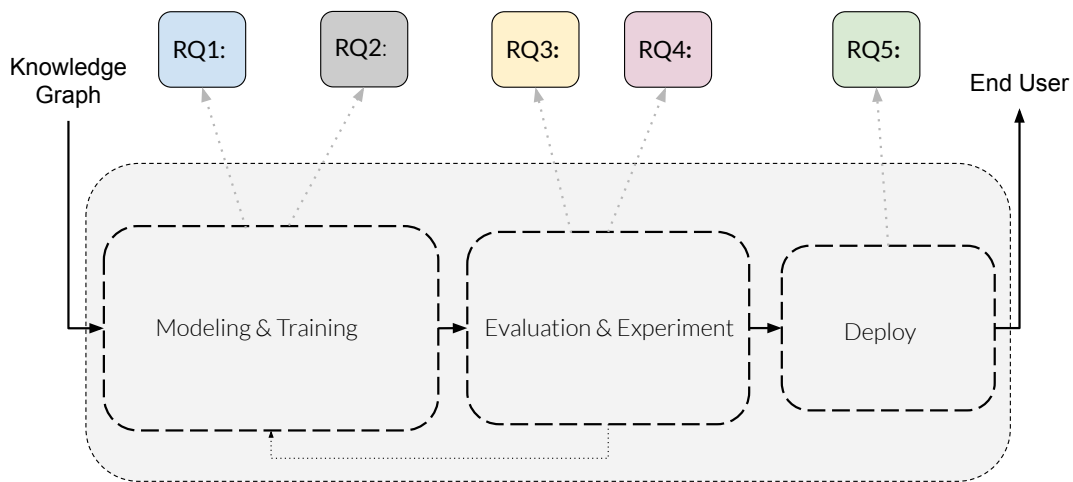 RQ1:
RQ2:
RQ3:
RQ4:
RQ5:
Knowledge
Graph
End User
Modeling & Training
Evaluation & Experiment
Deploy